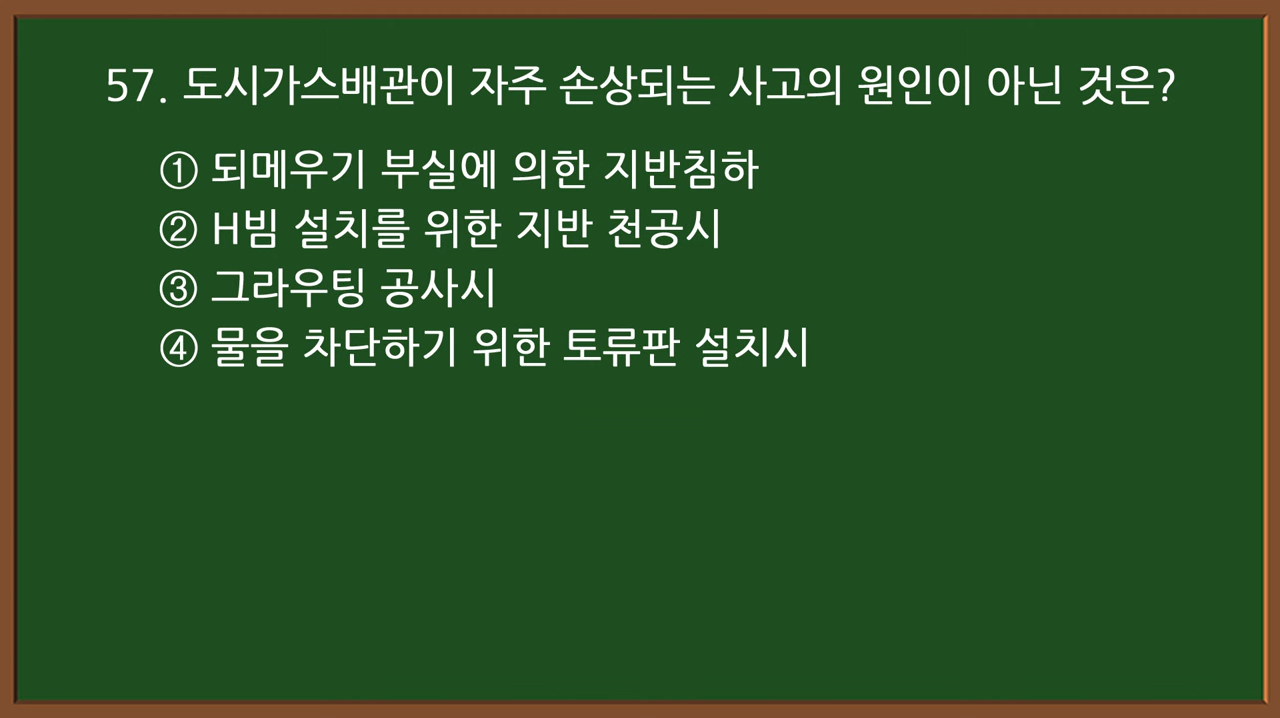 57. 도시가스배관이 자주 손상되는 사고의 원인이 아닌 것은?
① 되메우기 부실에 의한 지반침하
② H빔 설치를 위한 지반 천공시
③ 그라우팅 공사시
④ 물을 차단하기 위한 토류판 설치시